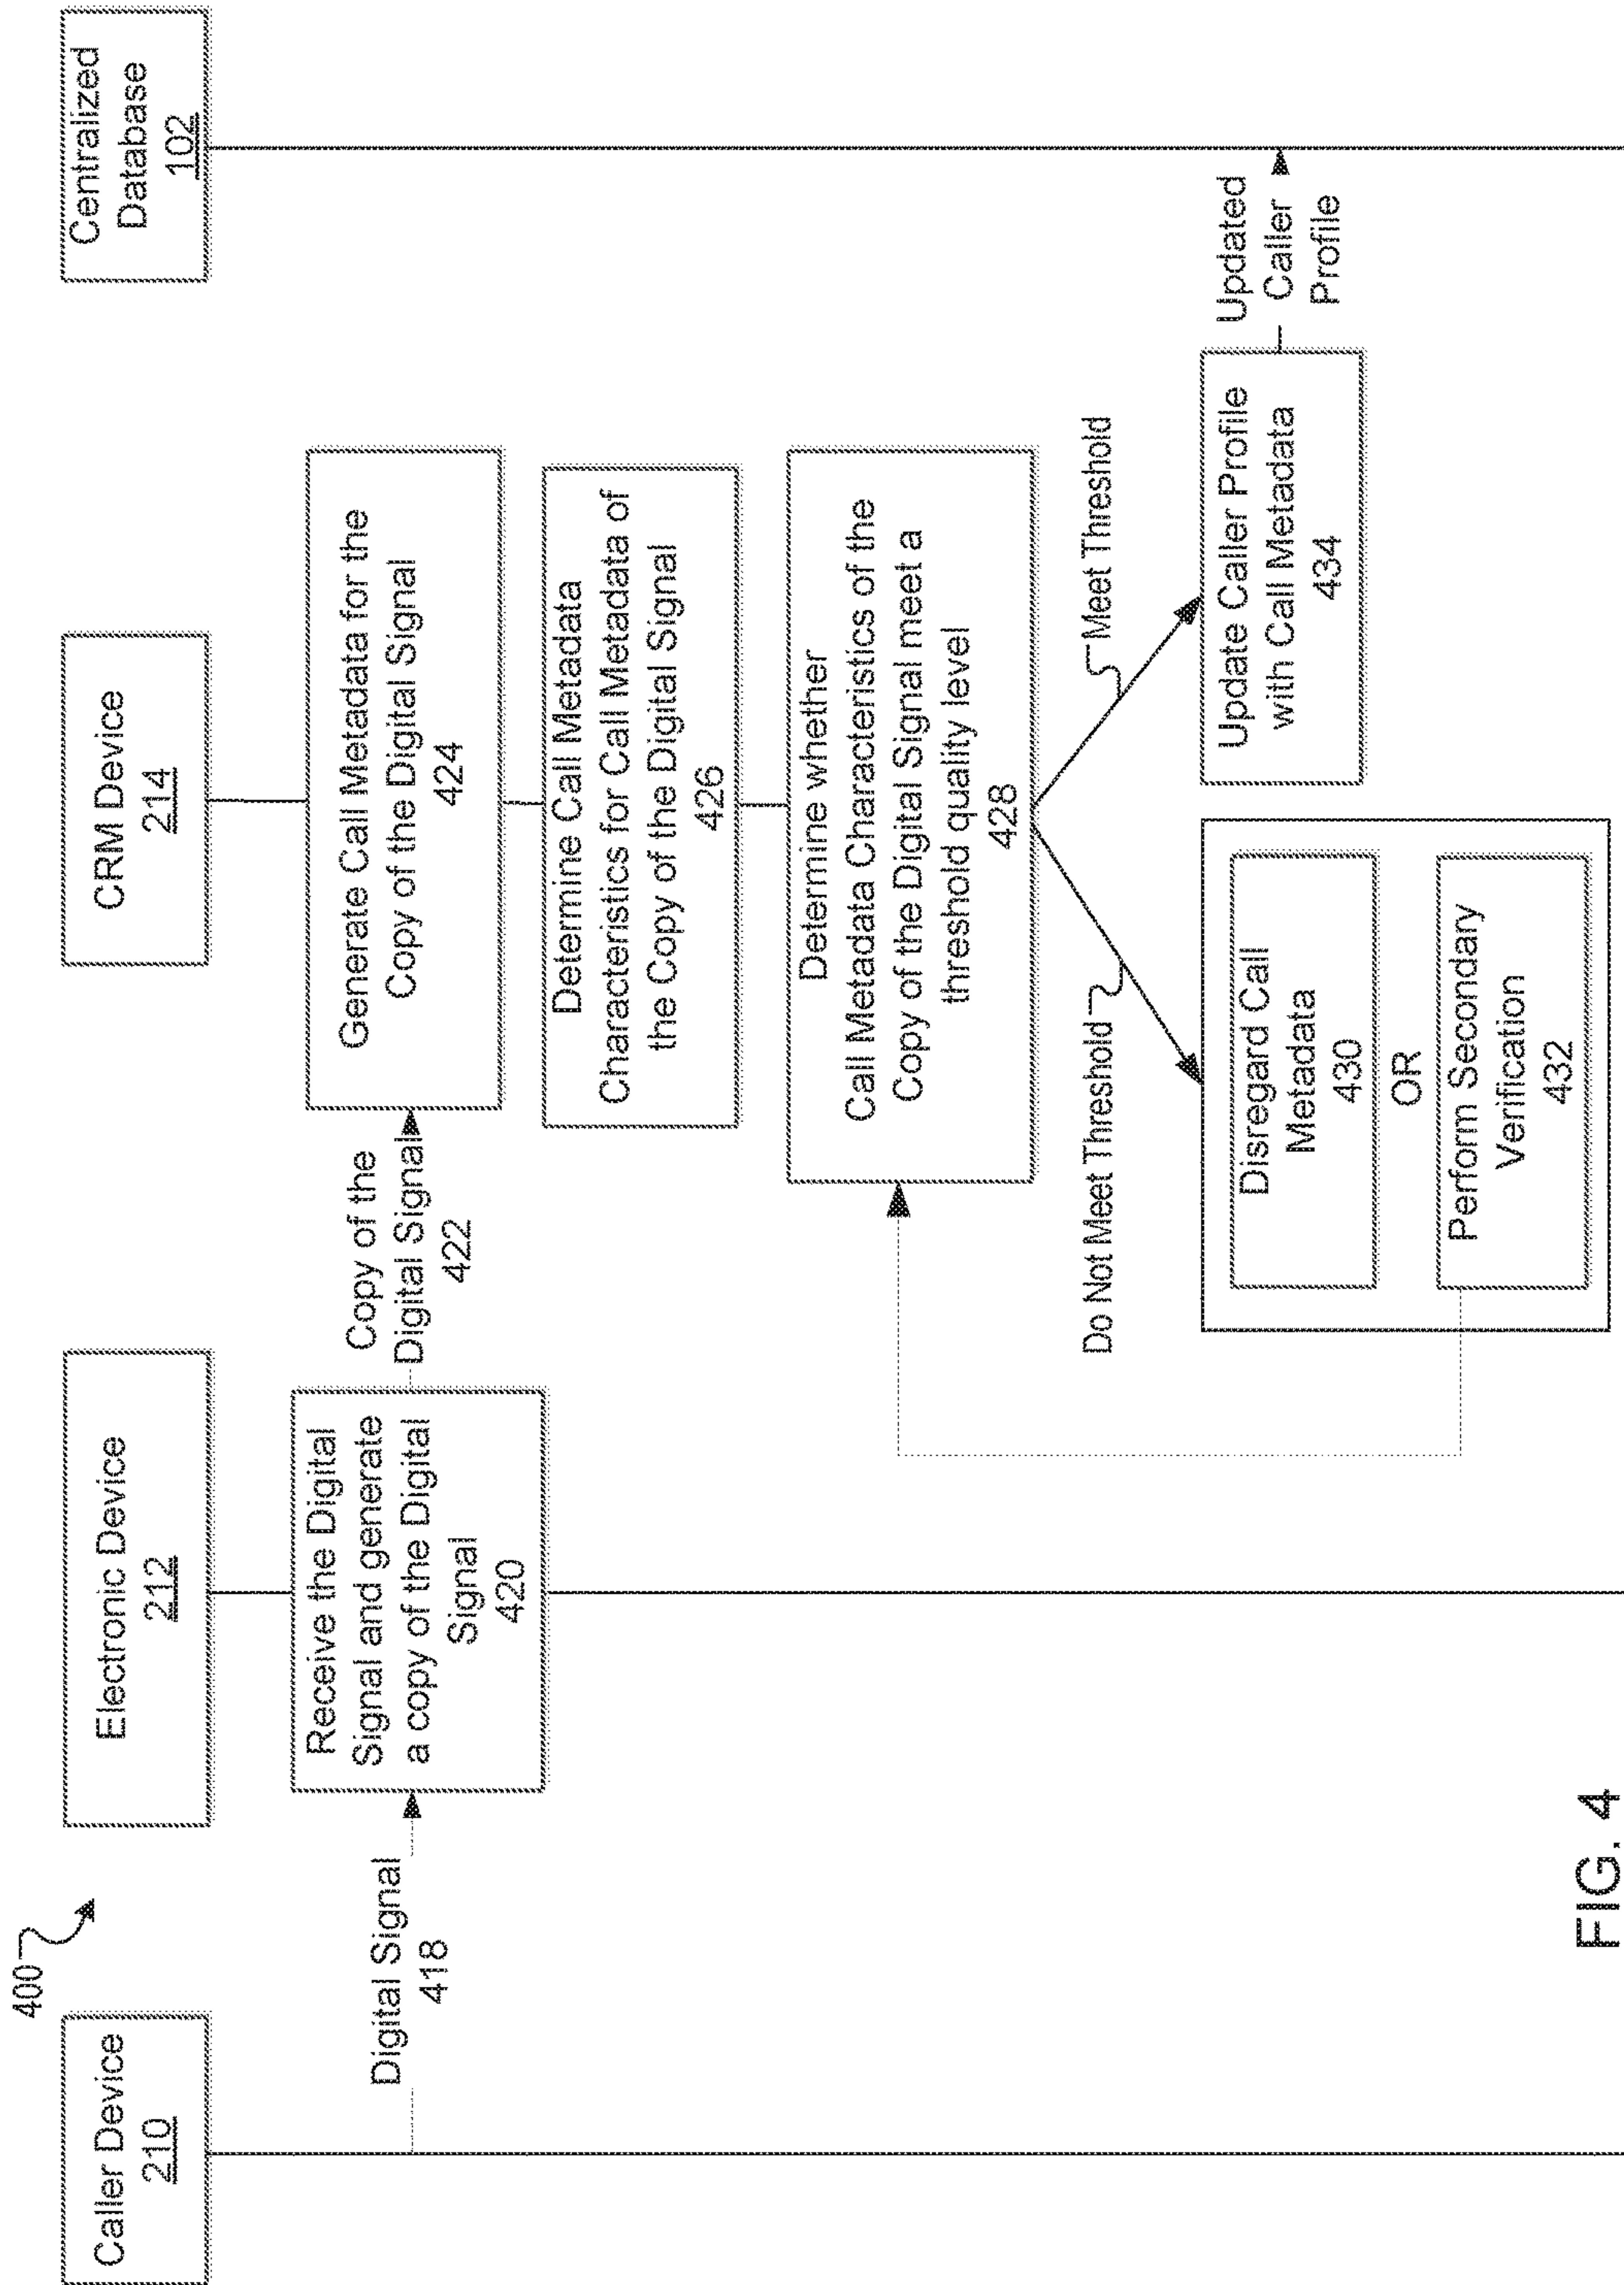 400
Caller Device
210
Electronic Device
212
CRM Device
214
Centralized
Database
102
Digital Signal
418
Receive the Digital
Signal and generate
a copy of the Digital
Signal
420
Copy of the
Digital Signal
422
Generate Call Metadata for the
Copy of the Digital Signal
424
Determine Call Metadata
Characteristics for Call Metadata of
the Copy of the Digital Signal
426
Determine whether
Call Metadata Characteristics of the
Copy of the Digital Signal meet a
threshold quality level
428
Do Not Meet Threshold
Meet Threshold
Disregard Call
Metadata
430
OR
Perform Secondary
Verification
432
Update Caller Profile
with Call Metadata
434
Updated
Caller
Profile
FIG. 4